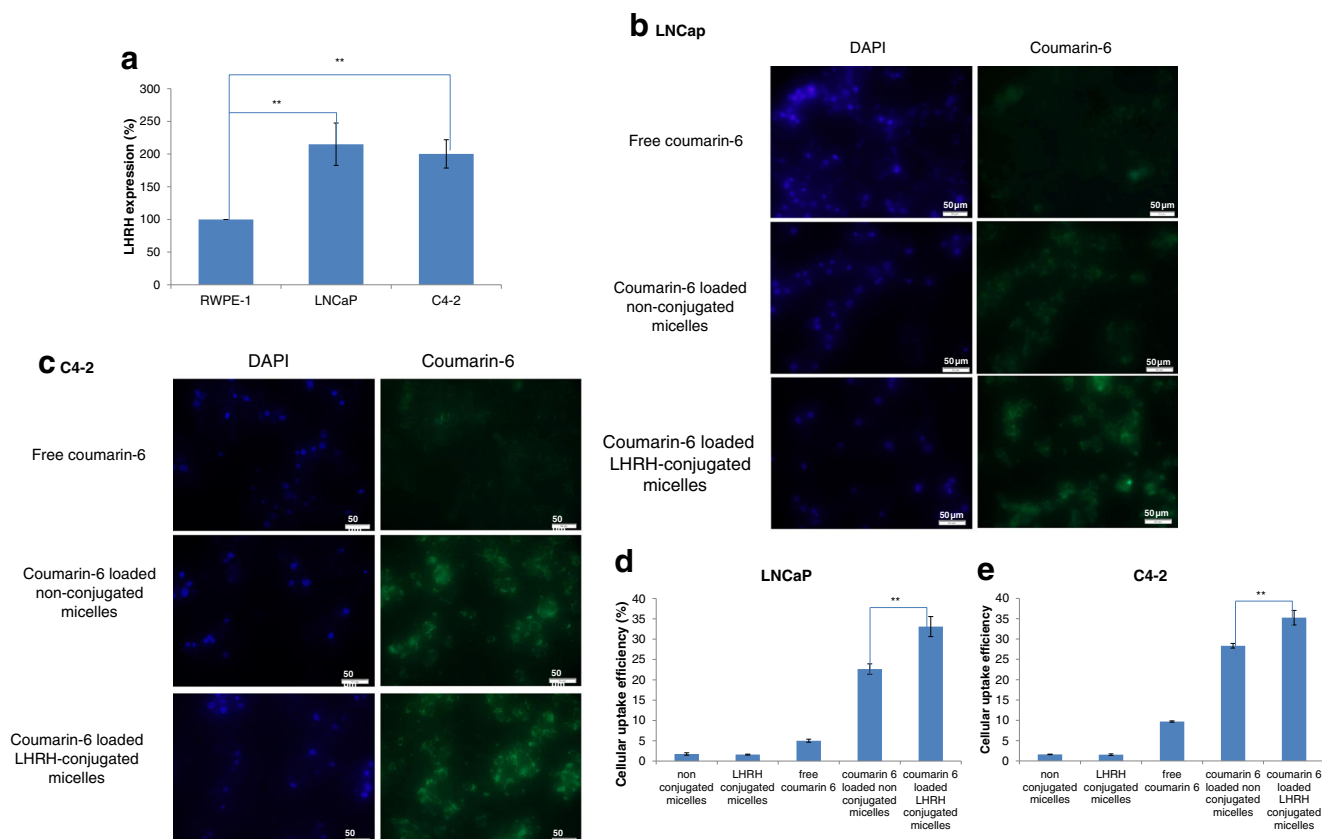 a
**
**
300
250
200
150
100
50
0
LHRH expression (%)
RWPE-1
LNCaP
C4-2
b LNCap
DAPI
Coumarin-6
Free coumarin-6
50 µm
50 µm
Coumarin-6 loaded
non-conjugated
micelles
50 µm
50 µm
Coumarin-6 loaded
LHRH-conjugated
micelles
50 µm
50 µm
c C4-2
DAPI
Coumarin-6
Free coumarin-6
50
µm
50
µm
Coumarin-6 loaded
non-conjugated
micelles
50
µm
50
µm
Coumarin-6 loaded
LHRH-conjugated
micelles
50
50
d
LNCaP
**
40
35
30
25
20
15
10
5
0
Cellular uptake efficiency (%)
non
conjugated
micelles
LHRH
conjugated
micelles
free
coumarin 6
coumarin 6
loaded non
conjugated
micelles
coumarin 6
loaded LHRH
conjugated
micelles
e
C4-2
**
40
35
30
25
20
15
10
5
0
Cellular uptake efficiency
non
conjugated
micelles
LHRH
conjugated
micelles
free
coumarin 6
coumarin 6
loaded non
conjugated
micelles
coumarin 6
loaded LHRH
conjugated
micelles